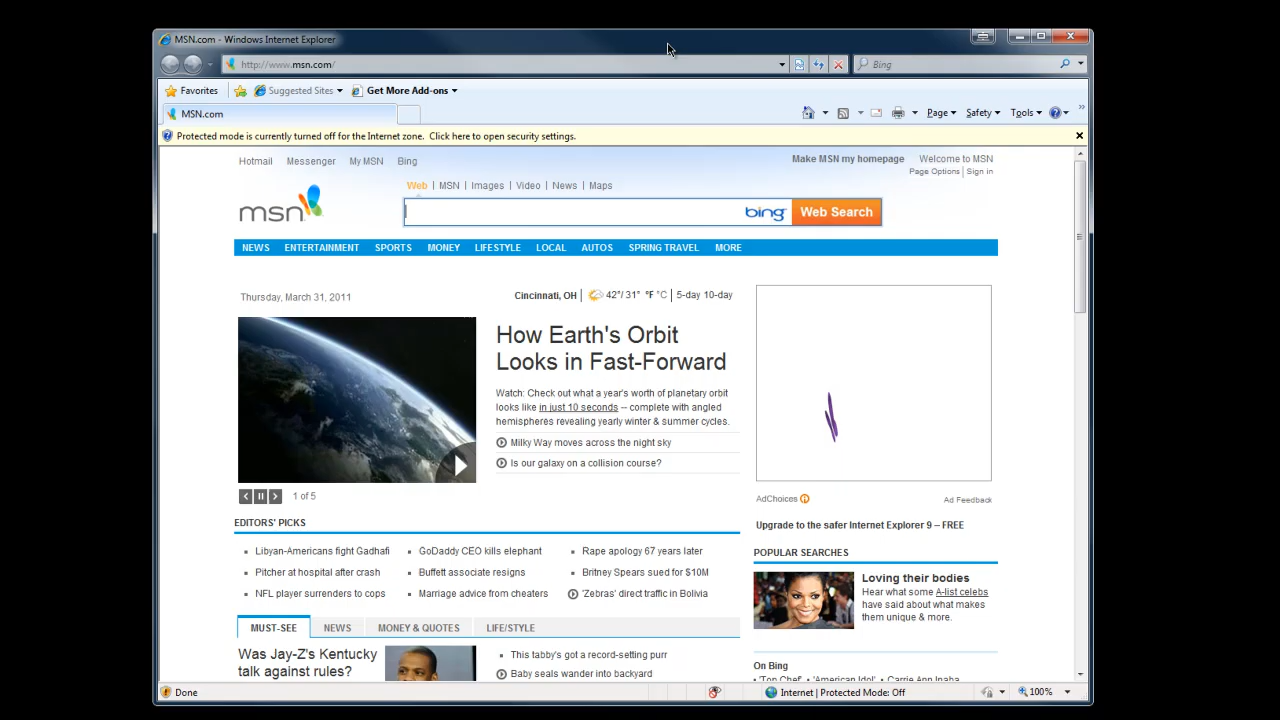 MSN.com - Windows Internet Explorer
http://www.msn.com/
Bing
Favorites Suggested Sites Get More Add-ons
MSN.com
Page Safety Tools
Protected mode is currently turned off for the Internet zone. Click here to open security settings.
Hotmail Messenger My MSN Bing
Make MSN my homepage Welcome to MSN
Page Options | Sign in
Web | MSN | Images | Video | News | Maps
msn
bing Web Search
NEWS ENTERTAINMENT SPORTS MONEY LIFESTYLE LOCAL AUTOS SPRING TRAVEL MORE
Thursday, March 31, 2011
Cincinnati, OH | 42°/ 31° °F °C | 5-day 10-day
How Earth's Orbit
Looks in Fast-Forward
Watch: Check out what a year's worth of planetary orbit
looks like in just 10 seconds -- complete with angled
hemispheres revealing yearly winter & summer cycles.
Milky Way moves across the night sky
Is our galaxy on a collision course?
1 of 5
AdChoices Ad Feedback
Upgrade to the safer Internet Explorer 9 – FREE
EDITORS' PICKS
Libyan-Americans fight Gadhafi
Pitcher at hospital after crash
NFL player surrenders to cops
GoDaddy CEO kills elephant
Buffett associate resigns
Marriage advice from cheaters
Rape apology 67 years later
Britney Spears sued for $10M
'Zebras' direct traffic in Bolivia
POPULAR SEARCHES
Loving their bodies
Hear what some A-list celebs
have said about what makes
them unique & more.
MUST-SEE NEWS MONEY & QUOTES LIFE/STYLE
Was Jay-Z's Kentucky
talk against rules?
This tabby's got a record-setting purr
Baby seals wander into backyard
On Bing
'Top Chef' 'American Idol' Carrie Ann Inaba
Done
Internet | Protected Mode: Off
100%